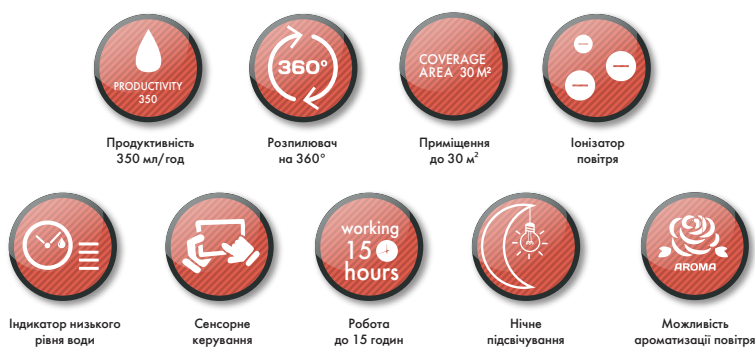 PRODUCTIVITY
350
360°
COVERAGE
AREA 30 M²
Продуктивність
350 мл/год
Розпилювач
на 360°
Приміщення
до 30 м²
Іонізатор
повітря
working
15
hours
AROMA
Індикатор низького
рівня води
Сенсорне
керування
Робота
до 15 годин
Нічне
підсвічування
Можливість
ароматизації повітря